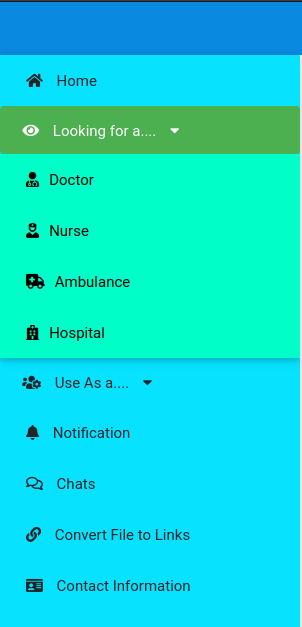 Home
Looking for a....
Doctor
Nurse
Ambulance
Hospital
Use As a....
Notification
Chats
Convert File to Links
Contact Information